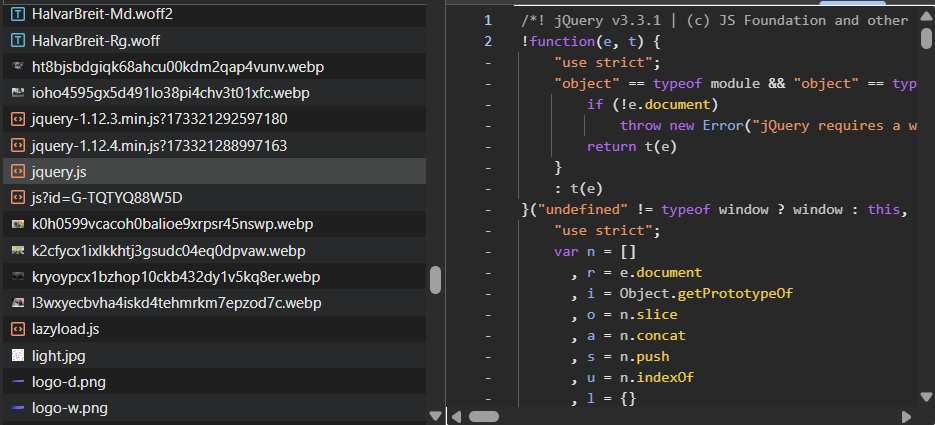 HalvarBreit-Md.woff2
HalvarBreit-Rg.woff
ht8bjsbdgiqk68ahcu00kdm2qap4vunv.webp
ioho4595gx5d491lo38pi4chv3t01xfc.webp
jquery-1.12.3.min.js?173321292597180
jquery-1.12.4.min.js?173321288997163
jquery.js
js?id=G-TQTYQ88W5D
k0h0599vcacoh0balioe9xrpsr45nswp.webp
k2cfycx1ixlkkhtj3gsudc04eq0dpvaw.webp
kryoypcx1bzhop10ckb432dy1v5kq8er.webp
l3wxyecbvha4iskd4tehmrkm7epzod7c.webp
lazyload.js
light.jpg
logo-d.png
logo-w.png
1 /*! jQuery v3.3.1 | (c) JS Foundation and other
2 !function(e, t) {
- "use strict";
- "object" == typeof module && "object" == typ
- if (!e.document)
- throw new Error("jQuery requires a w
- return t(e)
- }
- : t(e)
- }("undefined" != typeof window ? window : this,
- "use strict";
- var n = []
- , r = e.document
- , i = Object.getPrototypeOf
- , o = n.slice
- , a = n.concat
- , s = n.push
- , u = n.indexOf
- , l = {}